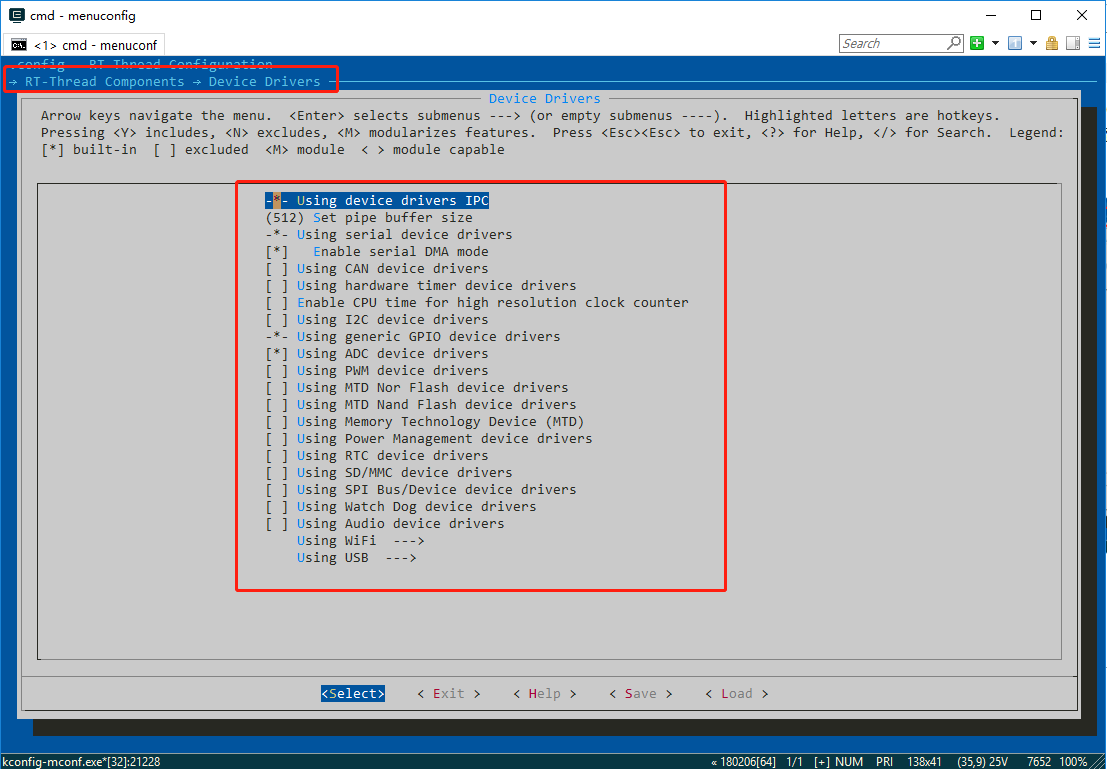 cmd - menuconfig
<1> cmd - menuconf
Search
.config - RT-Thread Configuration
→ RT-Thread Components → Device Drivers
Device Drivers
Arrow keys navigate the menu.  <Enter> selects submenus ---> (or empty submenus ----).  Highlighted letters are hotkeys.
Pressing <Y> includes, <N> excludes, <M> modularizes features.  Press <Esc><Esc> to exit, <?> for Help, </> for Search.  Legend:
[*] built-in  [ ] excluded  <M> module  < > module capable
-*- Using device drivers IPC
(512) Set pipe buffer size
-*- Using serial device drivers
[*]   Enable serial DMA mode
[ ] Using CAN device drivers
[ ] Using hardware timer device drivers
[ ] Enable CPU time for high resolution clock counter
[ ] Using I2C device drivers
-*- Using generic GPIO device drivers
[*] Using ADC device drivers
[ ] Using PWM device drivers
[ ] Using MTD Nor Flash device drivers
[ ] Using MTD Nand Flash device drivers
[ ] Using Memory Technology Device (MTD)
[ ] Using Power Management device drivers
[ ] Using RTC device drivers
[ ] Using SD/MMC device drivers
[ ] Using SPI Bus/Device device drivers
[ ] Using Watch Dog device drivers
[ ] Using Audio device drivers
Using WiFi  --->
Using USB  --->
<Select>    < Exit >    < Help >    < Save >    < Load >
kconfig-mconf.exe*[32]:21228    « 180206[64]  1/1  [+] NUM  PRI  138x41  (35,9) 25V  7652  100%